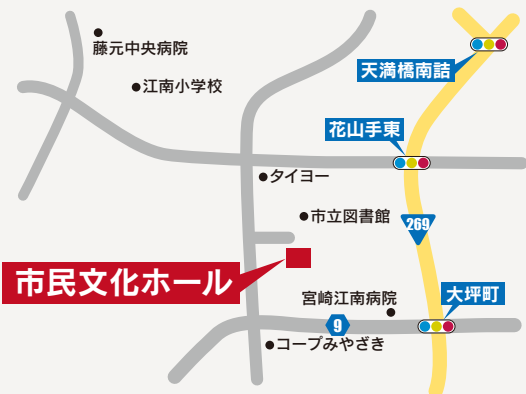 藤元中央病院
天満橋南詰
江南小学校
花山手東
タイヨー
市立図書館
269
市民文化ホール
宮崎江南病院
大坪町
9
コープみやざき